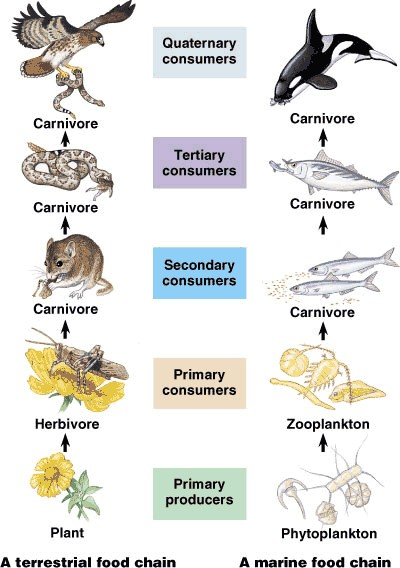 Quaternary
consumers
Carnivore
Carnivore
Tertiary
consumers
Carnivore
Carnivore
Secondary
consumers
Carnivore
Carnivore
Primary
consumers
Herbivore
Zooplankton
Primary
producers
Plant
Phytoplankton
A terrestrial food chain
A marine food chain